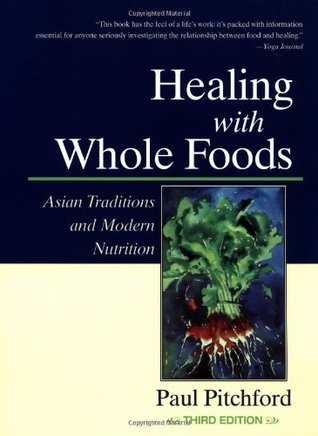 Copyrighted Material
"This book has the feel of a life's work: it's packed with information
essential for anyone seriously investigating the relationship between food and healing."
—Yoga Journal
Healing
with
Whole Foods
Asian Traditions
and Modern
Nutrition
Paul Pitchford
THIRD EDITION
Copyrighted Material